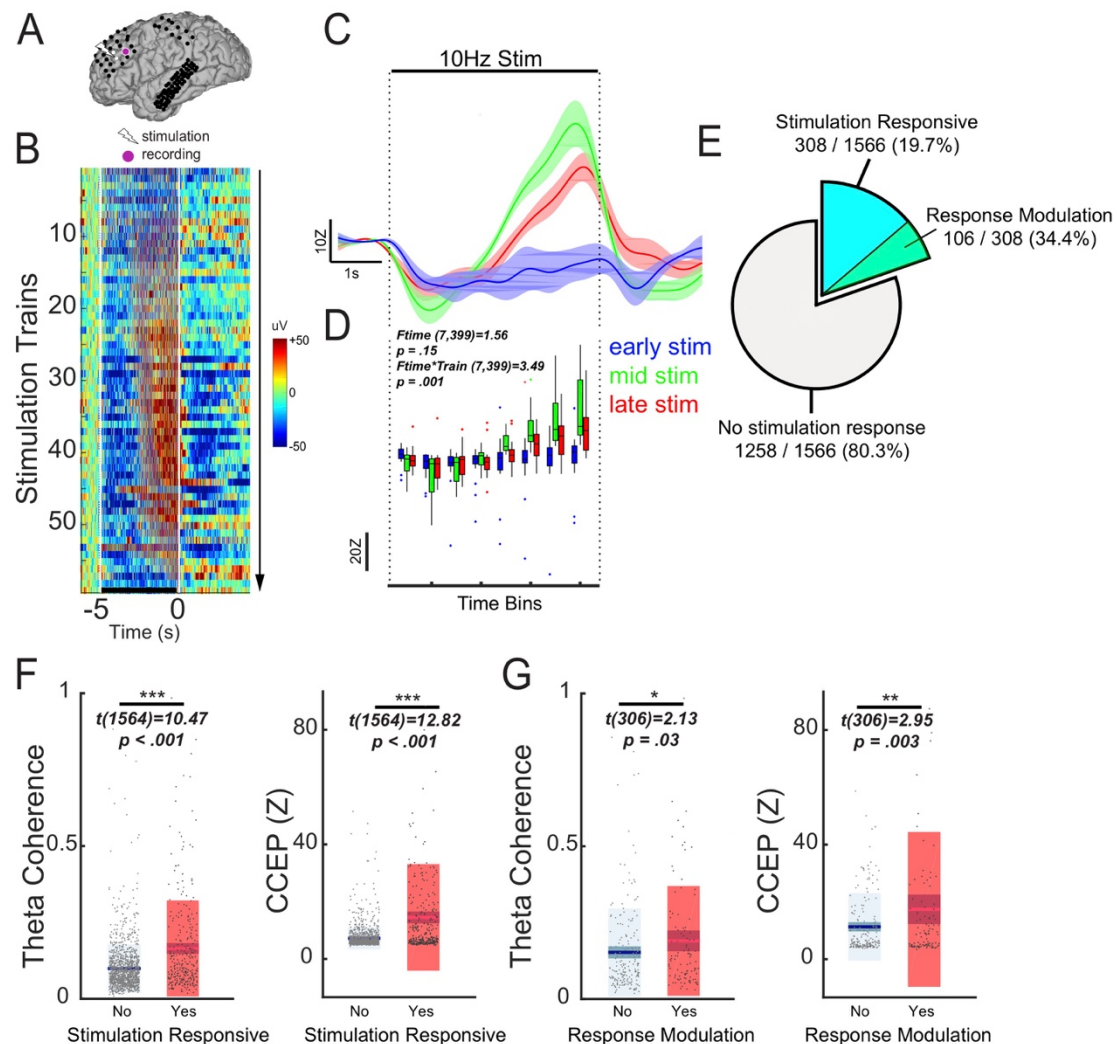 A
stimulation
recording
B
Stimulation Trains
10
20
30
40
50
-5
0
Time (s)
uV
+50
0
-50
C
10Hz Stim
10Z
1s
D
Ftime (7,399)=1.56
p = .15
Ftime*Train (7,399)=3.49
p = .001
early stim
mid stim
late stim
20Z
Time Bins
E
Stimulation Responsive
308 / 1566 (19.7%)
Response Modulation
106 / 308 (34.4%)
No stimulation response
1258 / 1566 (80.3%)
F
Theta Coherence
1
0.5
0
***
t(1564)=10.47
p < .001
No
Yes
Stimulation Responsive
CCEP (Z)
80
40
0
***
t(1564)=12.82
p < .001
No
Yes
Stimulation Responsive
G
Theta Coherence
1
0.5
0
*
t(306)=2.13
p = .03
No
Yes
Response Modulation
CCEP (Z)
80
40
0
**
t(306)=2.95
p = .003
No
Yes
Response Modulation